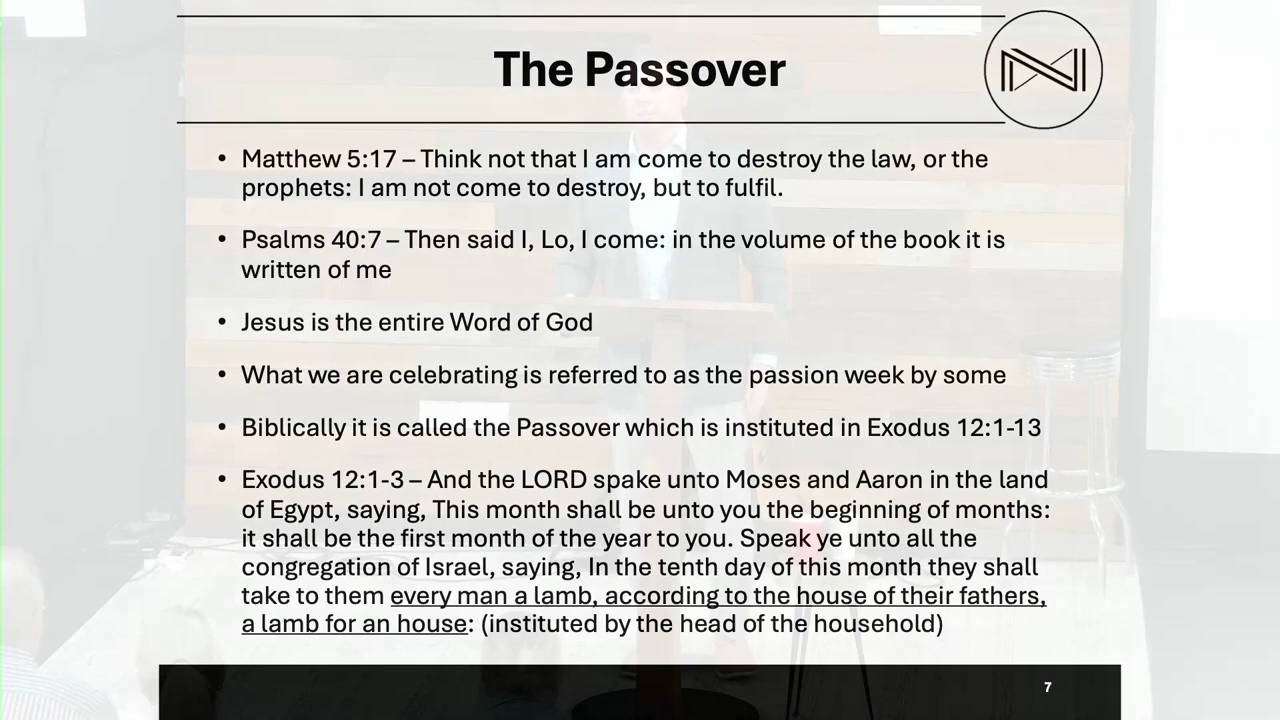 The Passover
• Matthew 5:17 – Think not that I am come to destroy the law, or the
prophets: I am not come to destroy, but to fulfil.
• Psalms 40:7 – Then said I, Lo, I come: in the volume of the book it is
written of me
• Jesus is the entire Word of God
• What we are celebrating is referred to as the passion week by some
• Biblically it is called the Passover which is instituted in Exodus 12:1-13
• Exodus 12:1-3 – And the LORD spake unto Moses and Aaron in the land
of Egypt, saying, This month shall be unto you the beginning of months:
it shall be the first month of the year to you. Speak ye unto all the
congregation of Israel, saying, In the tenth day of this month they shall
take to them every man a lamb, according to the house of their fathers,
a lamb for an house: (instituted by the head of the household)
7